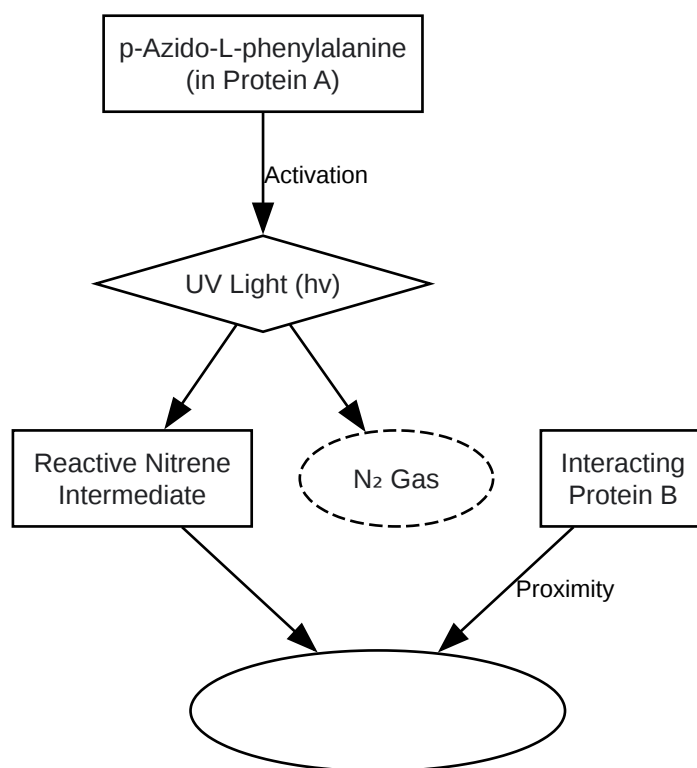 p-Azido-L-phenylalanine
(in Protein A)
Activation
UV Light (hv)
Reactive Nitrene
Intermediate
N₂ Gas
Interacting
Protein B
Proximity